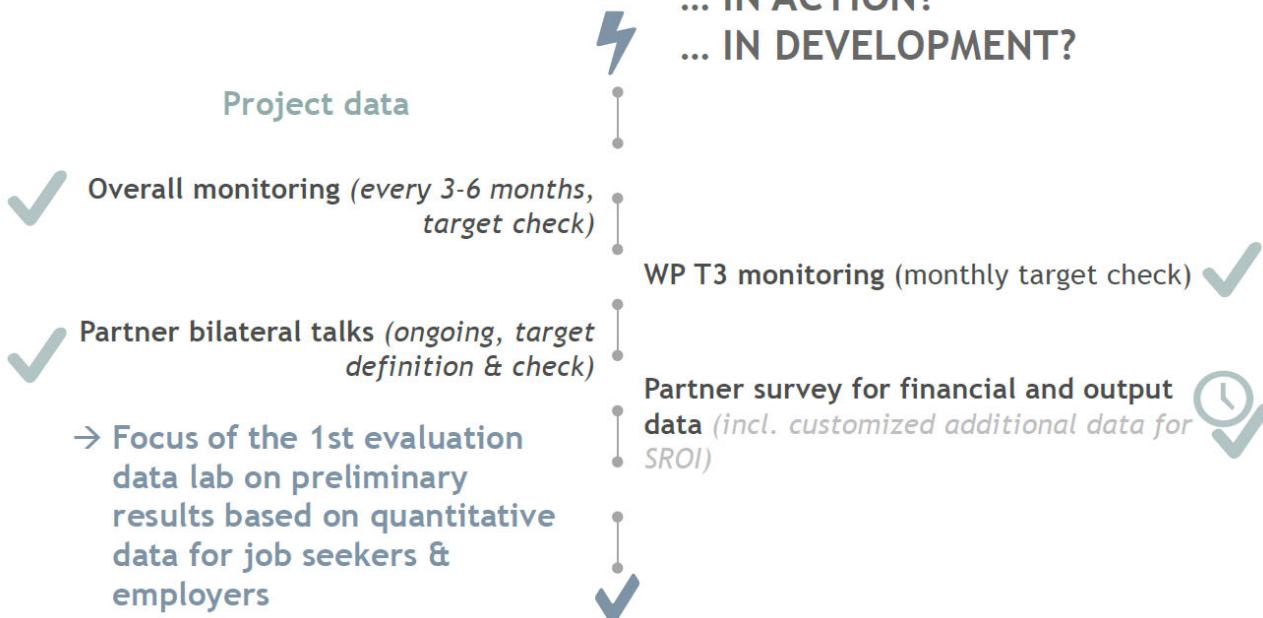 ... IN ACTION?
... IN DEVELOPMENT?
Project data
Overall monitoring (every 3-6 months,
target check)
WP T3 monitoring (monthly target check)
Partner bilateral talks (ongoing, target
definition & check)
Partner survey for financial and output
data (incl. customized additional data for
SROI)
→ Focus of the 1st evaluation
data lab on preliminary
results based on quantitative
data for job seekers &
employers